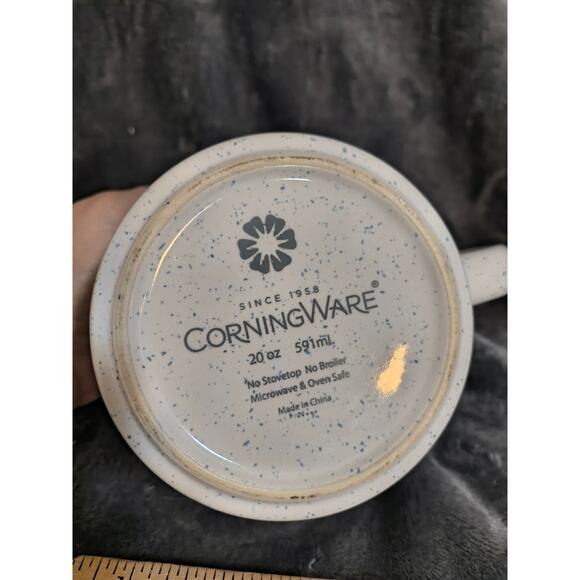 SINCE 1958
CORNINGWARE®
20 oz 591mL
No Stovetop No Broiler
Microwave & Oven Safe
Made in China